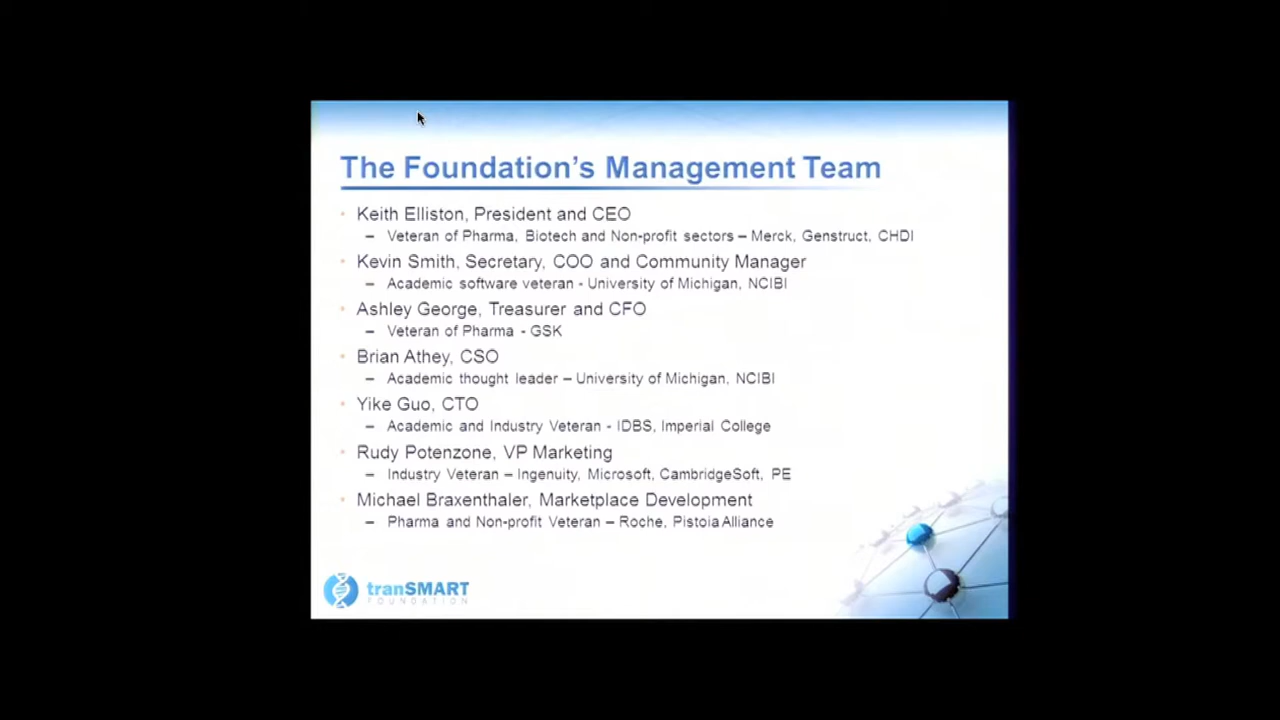 The Foundation’s Management Team
• Keith Elliston, President and CEO
– Veteran of Pharma, Biotech and Non-profit sectors – Merck, Genstruct, CHDI
• Kevin Smith, Secretary, COO and Community Manager
– Academic software veteran - University of Michigan, NCIBI
• Ashley George, Treasurer and CFO
– Veteran of Pharma - GSK
• Brian Athey, CSO
– Academic thought leader – University of Michigan, NCIBI
• Yike Guo, CTO
– Academic and Industry Veteran - IDBS, Imperial College
• Rudy Potenzone, VP Marketing
– Industry Veteran – Ingenuity, Microsoft, CambridgeSoft, PE
• Michael Braxenthaler, Marketplace Development
– Pharma and Non-profit Veteran – Roche, Pistoia Alliance
tranSMART
FOUNDATION